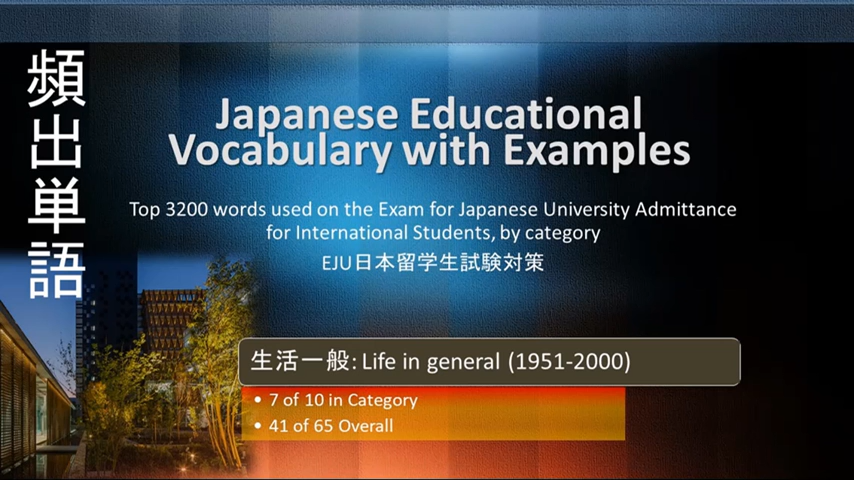 頻出単語
Japanese Educational
Vocabulary with Examples
Top 3200 words used on the Exam for Japanese University Admittance
for International Students, by category
EJU日本留学生試験対策
生活一般: Life in general (1951-2000)
• 7 of 10 in Category
• 41 of 65 Overall